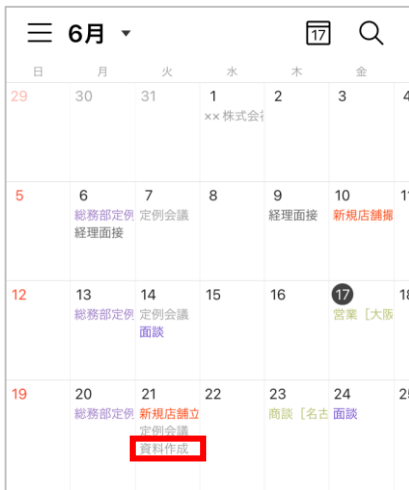 6月 17
日 月 火 水 木 金
29 30 31 1 2 3 4
×× 株式会社
5 6 7 8 9 10 11
総務部定例 定例会議 経理面接 新規店舗撮
経理面接
12 13 14 15 16 17 18
総務部定例 定例会議 営業［大阪
面談
19 20 21 22 23 24 25
総務部定例 新規店舗立 商談［名古 面談
定例会議
資料作成